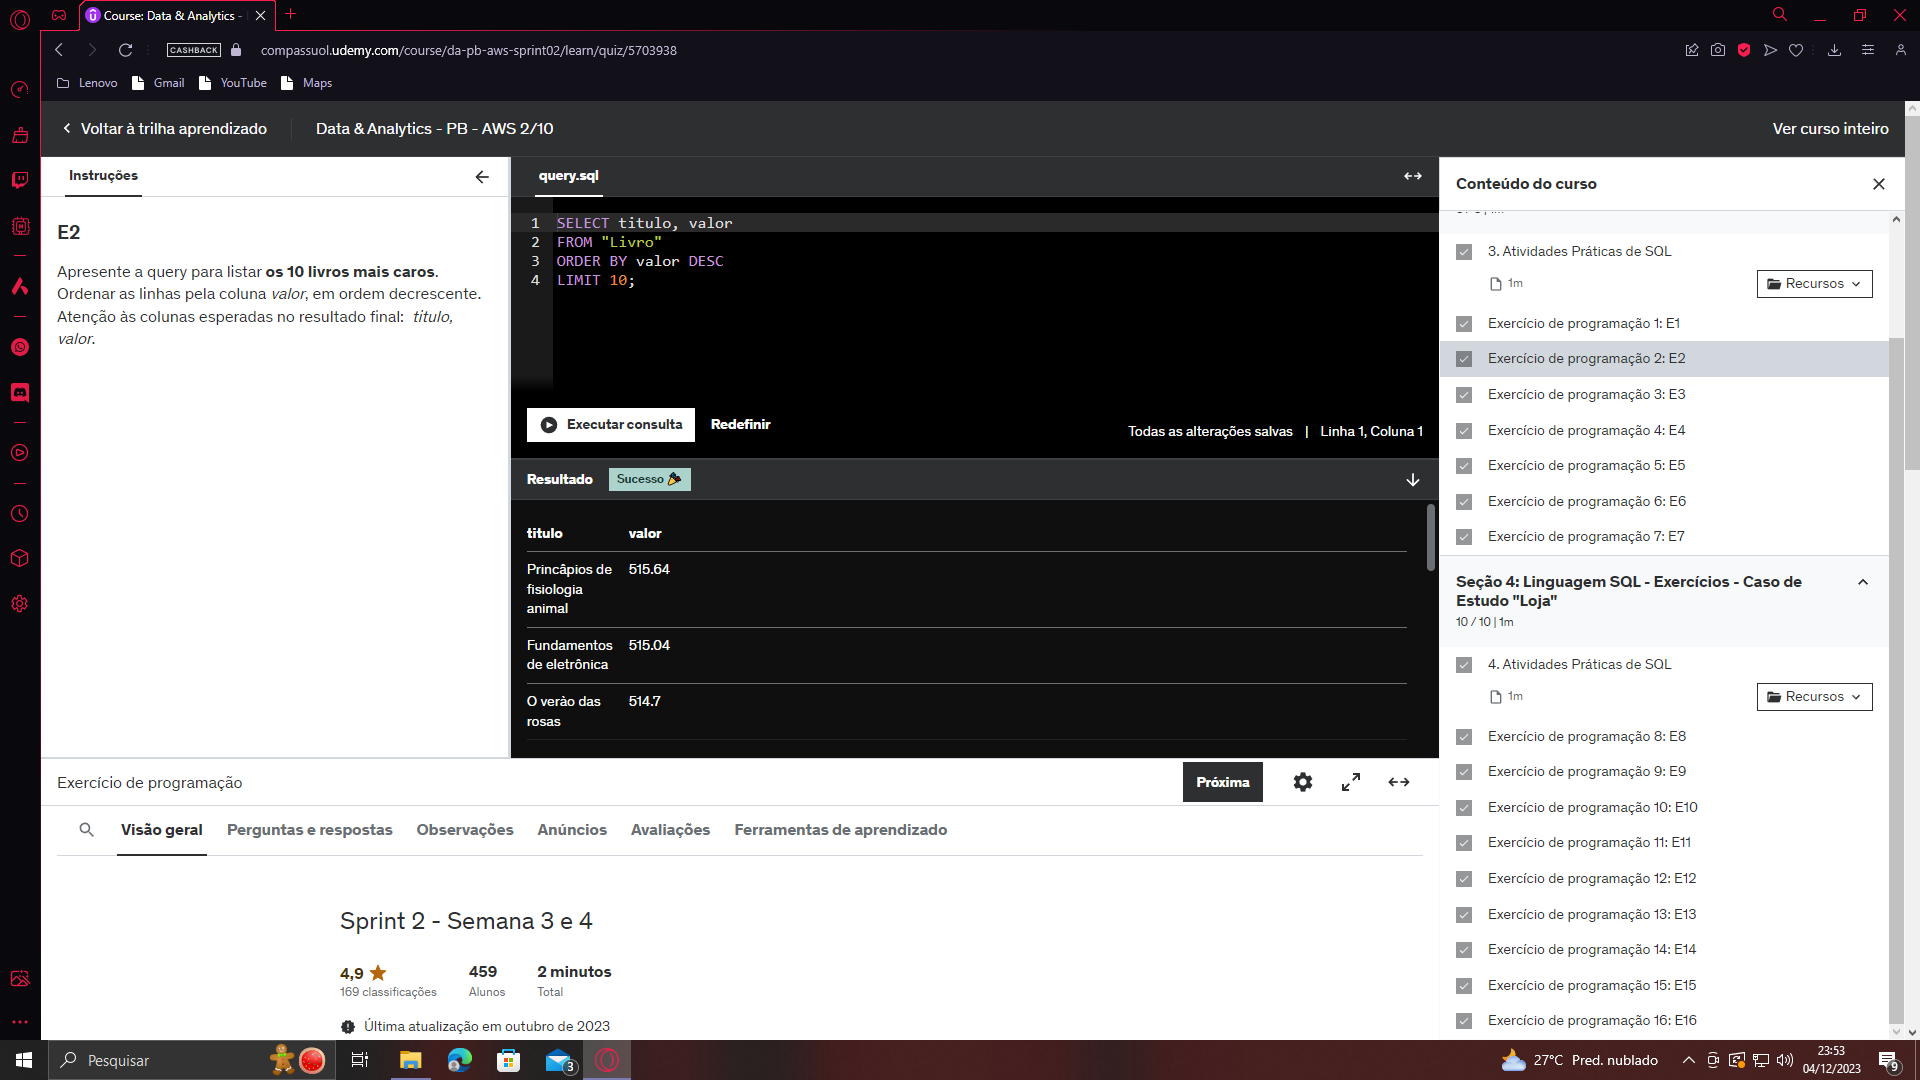 Course: Data & Analytics -
CASHBACK
compassuol.udemy.com/course/da-pb-aws-sprint02/learn/quiz/5703938
Lenovo
Gmail
YouTube
Maps
Voltar à trilha aprendizado
Data & Analytics - PB - AWS 2/10
Ver curso inteiro
Instruções
E2
Apresente a query para listar os 10 livros mais caros.
Ordenar as linhas pela coluna valor, em ordem decrescente.
Atenção às colunas esperadas no resultado final: titulo,
valor.
query.sql
1 SELECT titulo, valor
2 FROM "Livro"
3 ORDER BY valor DESC
4 LIMIT 10;
Executar consulta
Redefinir
Todas as alterações salvas | Linha 1, Coluna 1
Resultado
Sucesso
titulo valor
Princâpios de 515.64
fisiologia
animal
Fundamentos 515.04
de eletrônica
O verào das 514.7
rosas
Conteúdo do curso
3. Atividades Práticas de SQL
1m
Recursos
Exercício de programação 1: E1
Exercício de programação 2: E2
Exercício de programação 3: E3
Exercício de programação 4: E4
Exercício de programação 5: E5
Exercício de programação 6: E6
Exercício de programação 7: E7
Seção 4: Linguagem SQL - Exercícios - Caso de
Estudo "Loja"
10 / 10 | 1m
4. Atividades Práticas de SQL
1m
Recursos
Exercício de programação 8: E8
Exercício de programação 9: E9
Exercício de programação 10: E10
Exercício de programação 11: E11
Exercício de programação 12: E12
Exercício de programação 13: E13
Exercício de programação 14: E14
Exercício de programação 15: E15
Exercício de programação 16: E16
Exercício de programação
Próxima
Visão geral
Perguntas e respostas
Observações
Anúncios
Avaliações
Ferramentas de aprendizado
Sprint 2 - Semana 3 e 4
4,9
169 classificações
459
Alunos
2 minutos
Total
Última atualização em outubro de 2023
Pesquisar
3
27°C Pred. nublado
23:53
04/12/2023
9